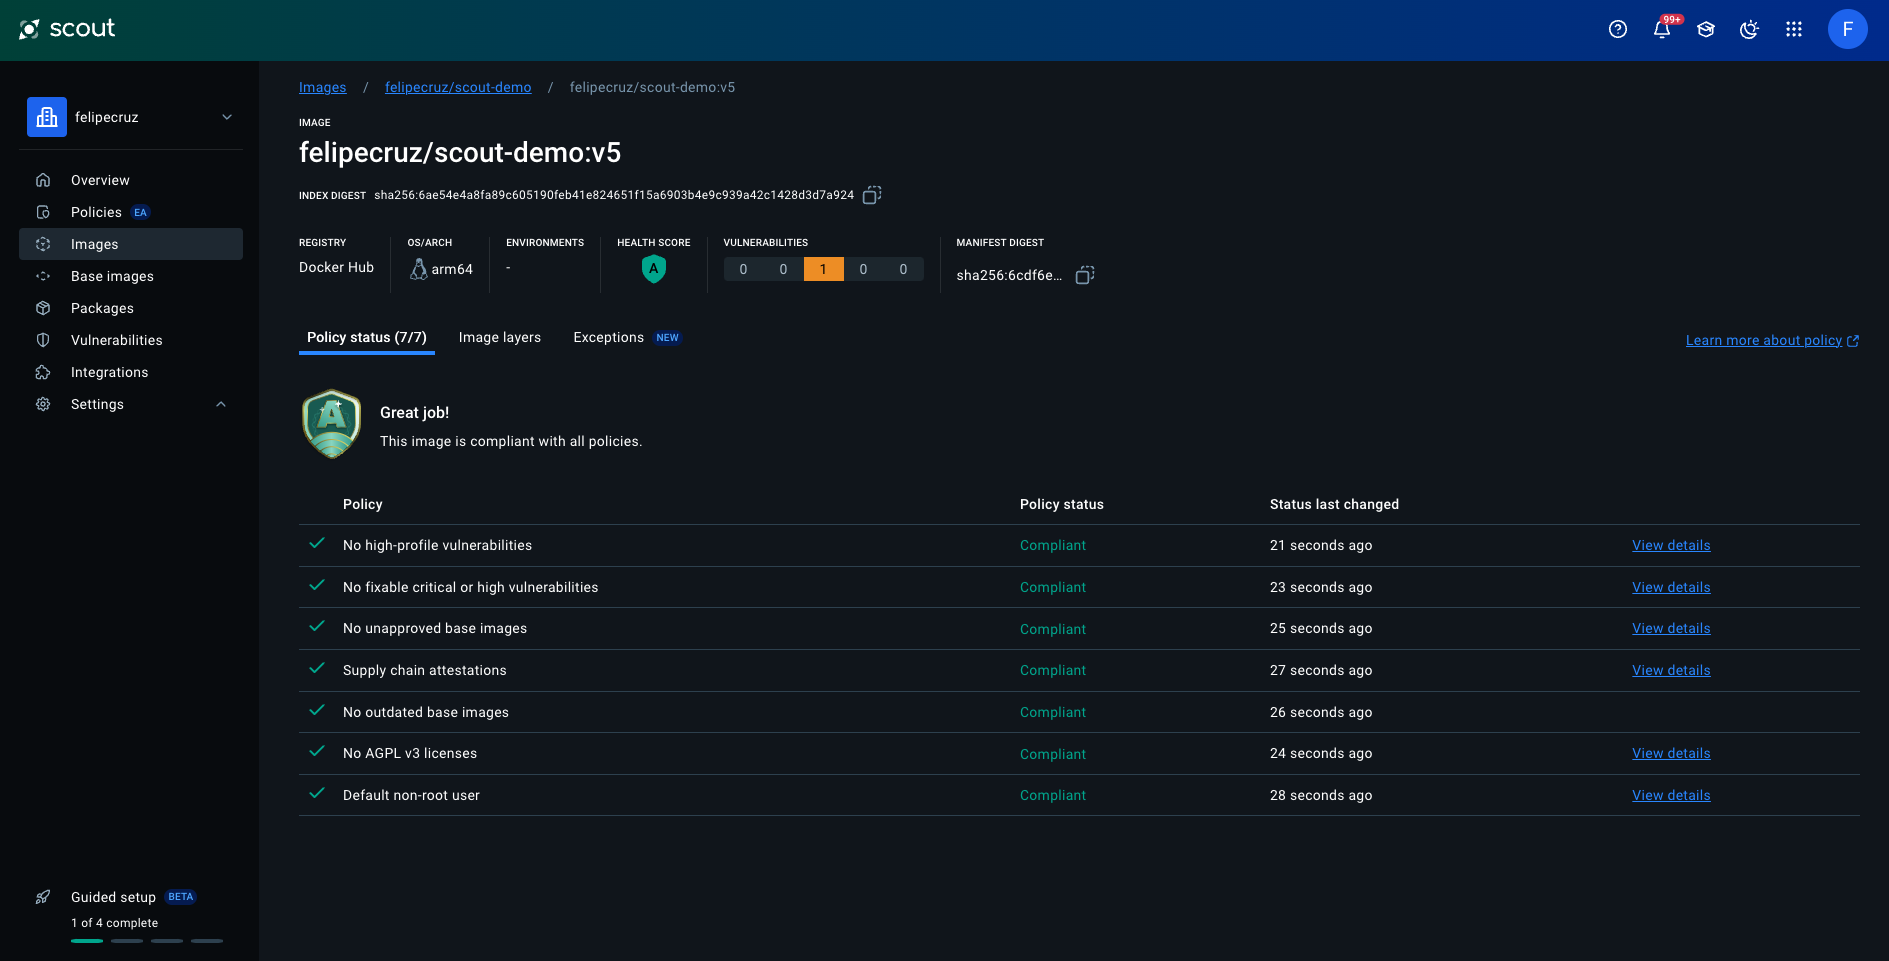 scout
99+
F
felipecruz
Overview
Policies EA
Images
Base images
Packages
Vulnerabilities
Integrations
Settings
Guided setup BETA
1 of 4 complete
Images / felipecruz/scout-demo / felipecruz/scout-demo:v5
IMAGE
felipecruz/scout-demo:v5
INDEX DIGEST sha256:6ae54e4a8fa89c605190feb41e824651f15a6903b4e9c939a42c1428d3d7a924
REGISTRY OS/ARCH ENVIRONMENTS HEALTH SCORE VULNERABILITIES MANIFEST DIGEST
Docker Hub arm64 - A 0 0 1 0 0 sha256:6cdf6e...
Policy status (7/7) Image layers Exceptions NEW Learn more about policy
A
Great job!
This image is compliant with all policies.
Policy Policy status Status last changed
No high-profile vulnerabilities Compliant 21 seconds ago View details
No fixable critical or high vulnerabilities Compliant 23 seconds ago View details
No unapproved base images Compliant 25 seconds ago View details
Supply chain attestations Compliant 27 seconds ago View details
No outdated base images Compliant 26 seconds ago
No AGPL v3 licenses Compliant 24 seconds ago View details
Default non-root user Compliant 28 seconds ago View details